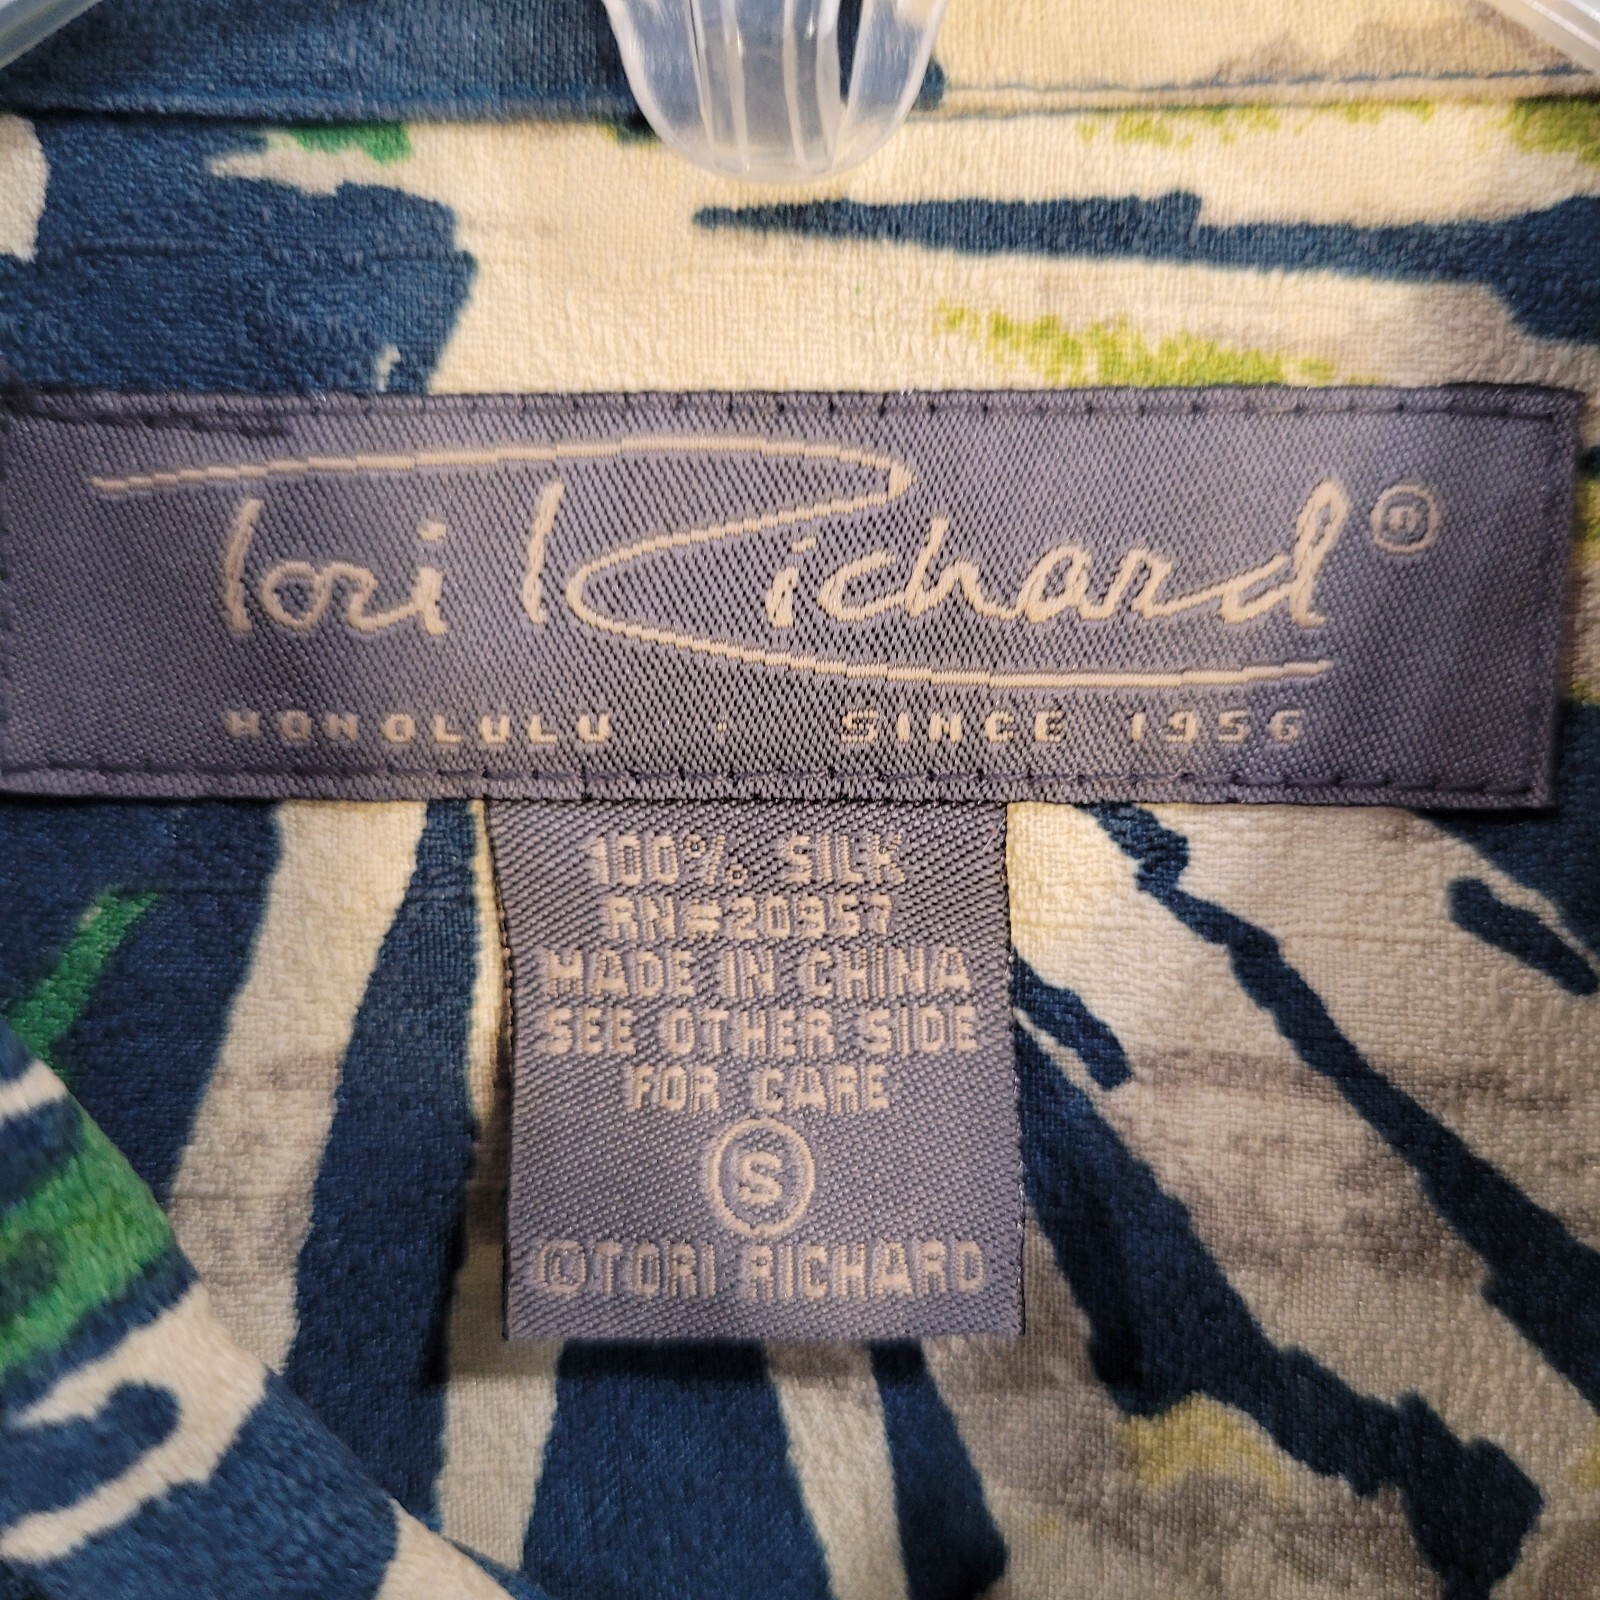 Tori Richard®
HONOLULU · SINCE 1956
100% SILK
RN#20957
MADE IN CHINA
SEE OTHER SIDE
FOR CARE
S
©TORI RICHARD